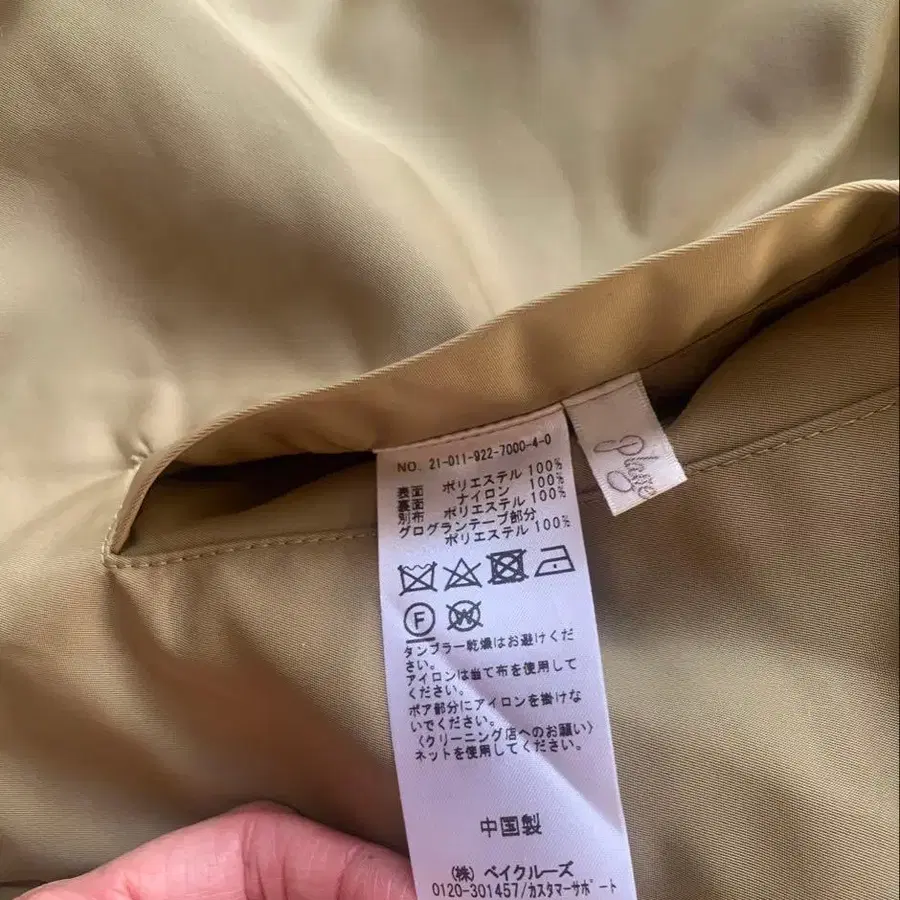 NO. 21-011-922-7000-4-0
表面 ポリエステル 100%
裏面 ナイロン 100%
別布 ポリエステル 100%
グログランテープ部分
ポリエステル 100%
F
W
タンブラー乾燥はお避けくだ
さい。
アイロンは当て布を使用して
ください。
ボア部分にアイロンを掛けな
いでください。
〈クリーニング店へのお願い〉
ネットを使用してください。
中国製
(株) ベイクルーズ
0120-301457/カスタマーサポート
Plage